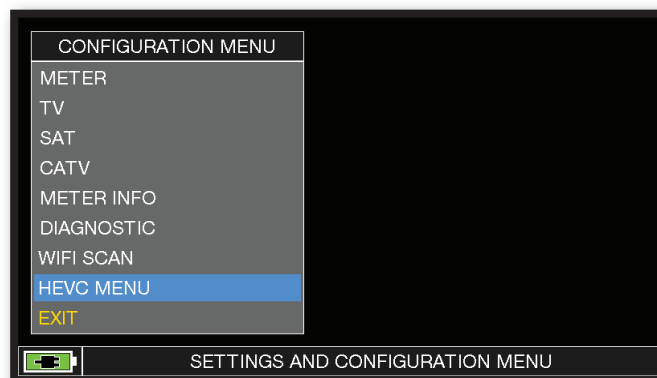 CONFIGURATION MENU
METER
TV
SAT
CATV
METER INFO
DIAGNOSTIC
WIFI SCAN
HEVC MENU
EXIT
SETTINGS AND CONFIGURATION MENU